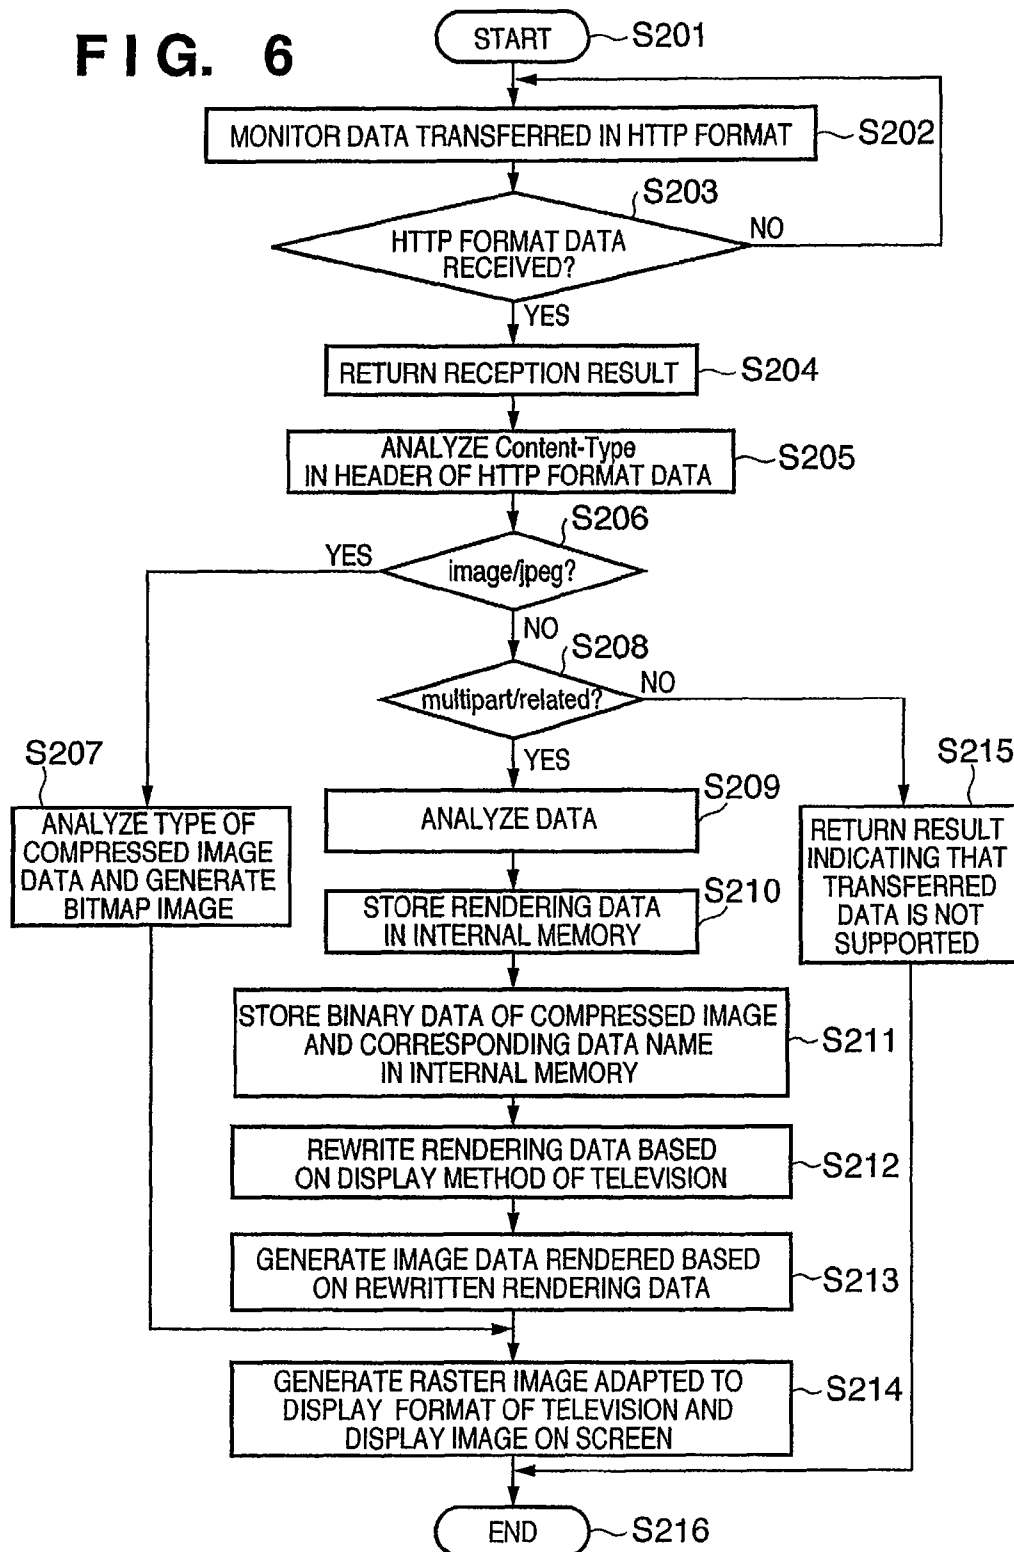 FIG. 6
START
S201
MONITOR DATA TRANSFERRED IN HTTP FORMAT
S202
S203
HTTP FORMAT DATA
RECEIVED?
NO
YES
RETURN RECEPTION RESULT
S204
ANALYZE Content-Type
IN HEADER OF HTTP FORMAT DATA
S205
S206
YES
image/jpeg?
NO
S208
multipart/related?
NO
YES
S207
ANALYZE TYPE OF
COMPRESSED IMAGE
DATA AND GENERATE
BITMAP IMAGE
S209
ANALYZE DATA
S215
RETURN RESULT
INDICATING THAT
TRANSFERRED
DATA IS NOT
SUPPORTED
S210
STORE RENDERING DATA
IN INTERNAL MEMORY
STORE BINARY DATA OF COMPRESSED IMAGE
AND CORRESPONDING DATA NAME
IN INTERNAL MEMORY
S211
REWRITE RENDERING DATA BASED
ON DISPLAY METHOD OF TELEVISION
S212
GENERATE IMAGE DATA RENDERED BASED
ON REWRITTEN RENDERING DATA
S213
GENERATE RASTER IMAGE ADAPTED TO
DISPLAY FORMAT OF TELEVISION AND
DISPLAY IMAGE ON SCREEN
S214
END
S216